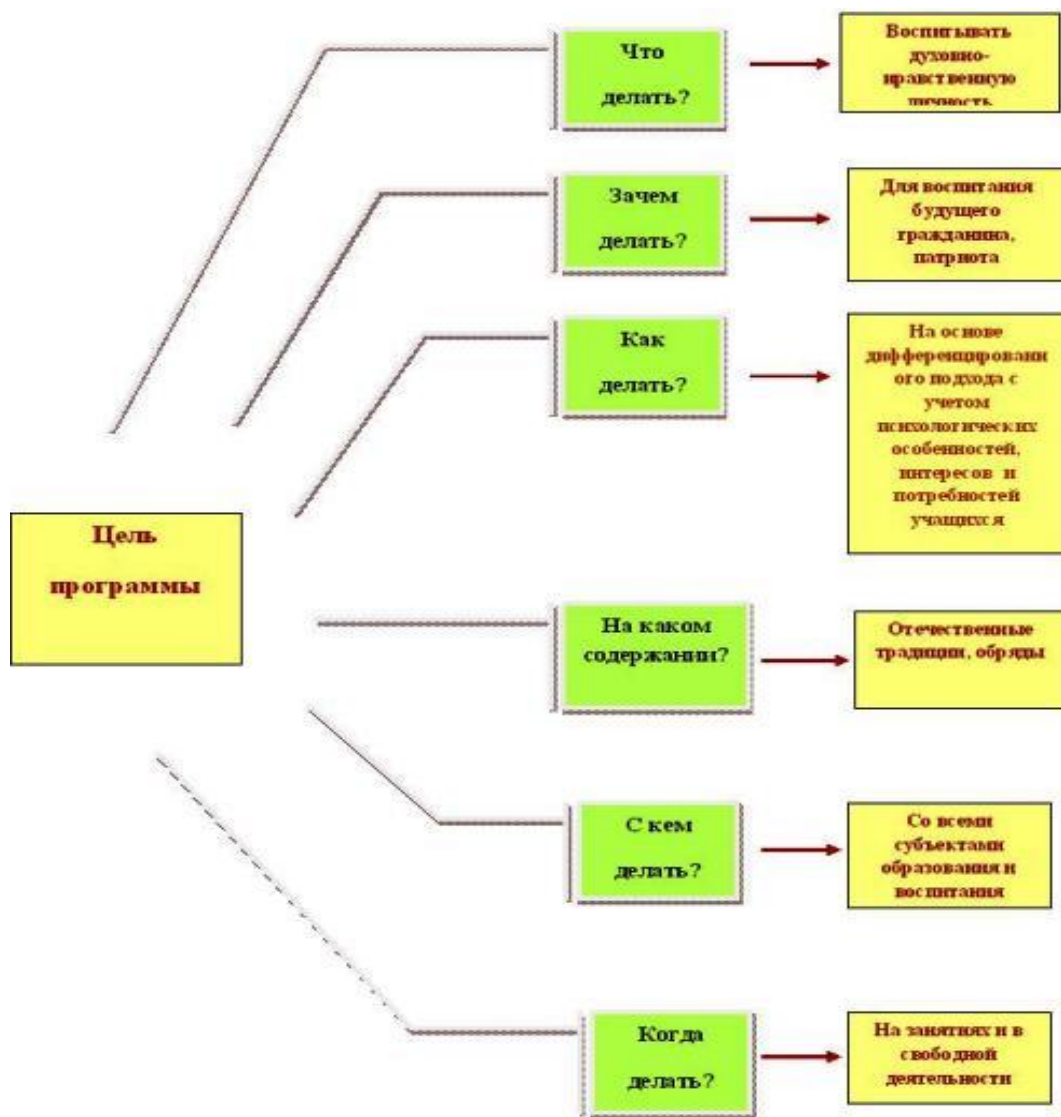 Что
делать?
Воспитывать
духовно-
нравственную
личность
Зачем
делать?
Для воспитания
будущего
гражданина,
патриота
Как
делать?
На основе
дифференцированн
ого подхода с
учетом
психологических
особенностей,
интересов и
потребностей
учащихся
Цель
программы
На каком
содержании?
Отечественные
традиции, обряды
С кем
делать?
Со всеми
субъектами
образования и
воспитания
Когда
делать?
На занятиях и в
свободной
деятельности